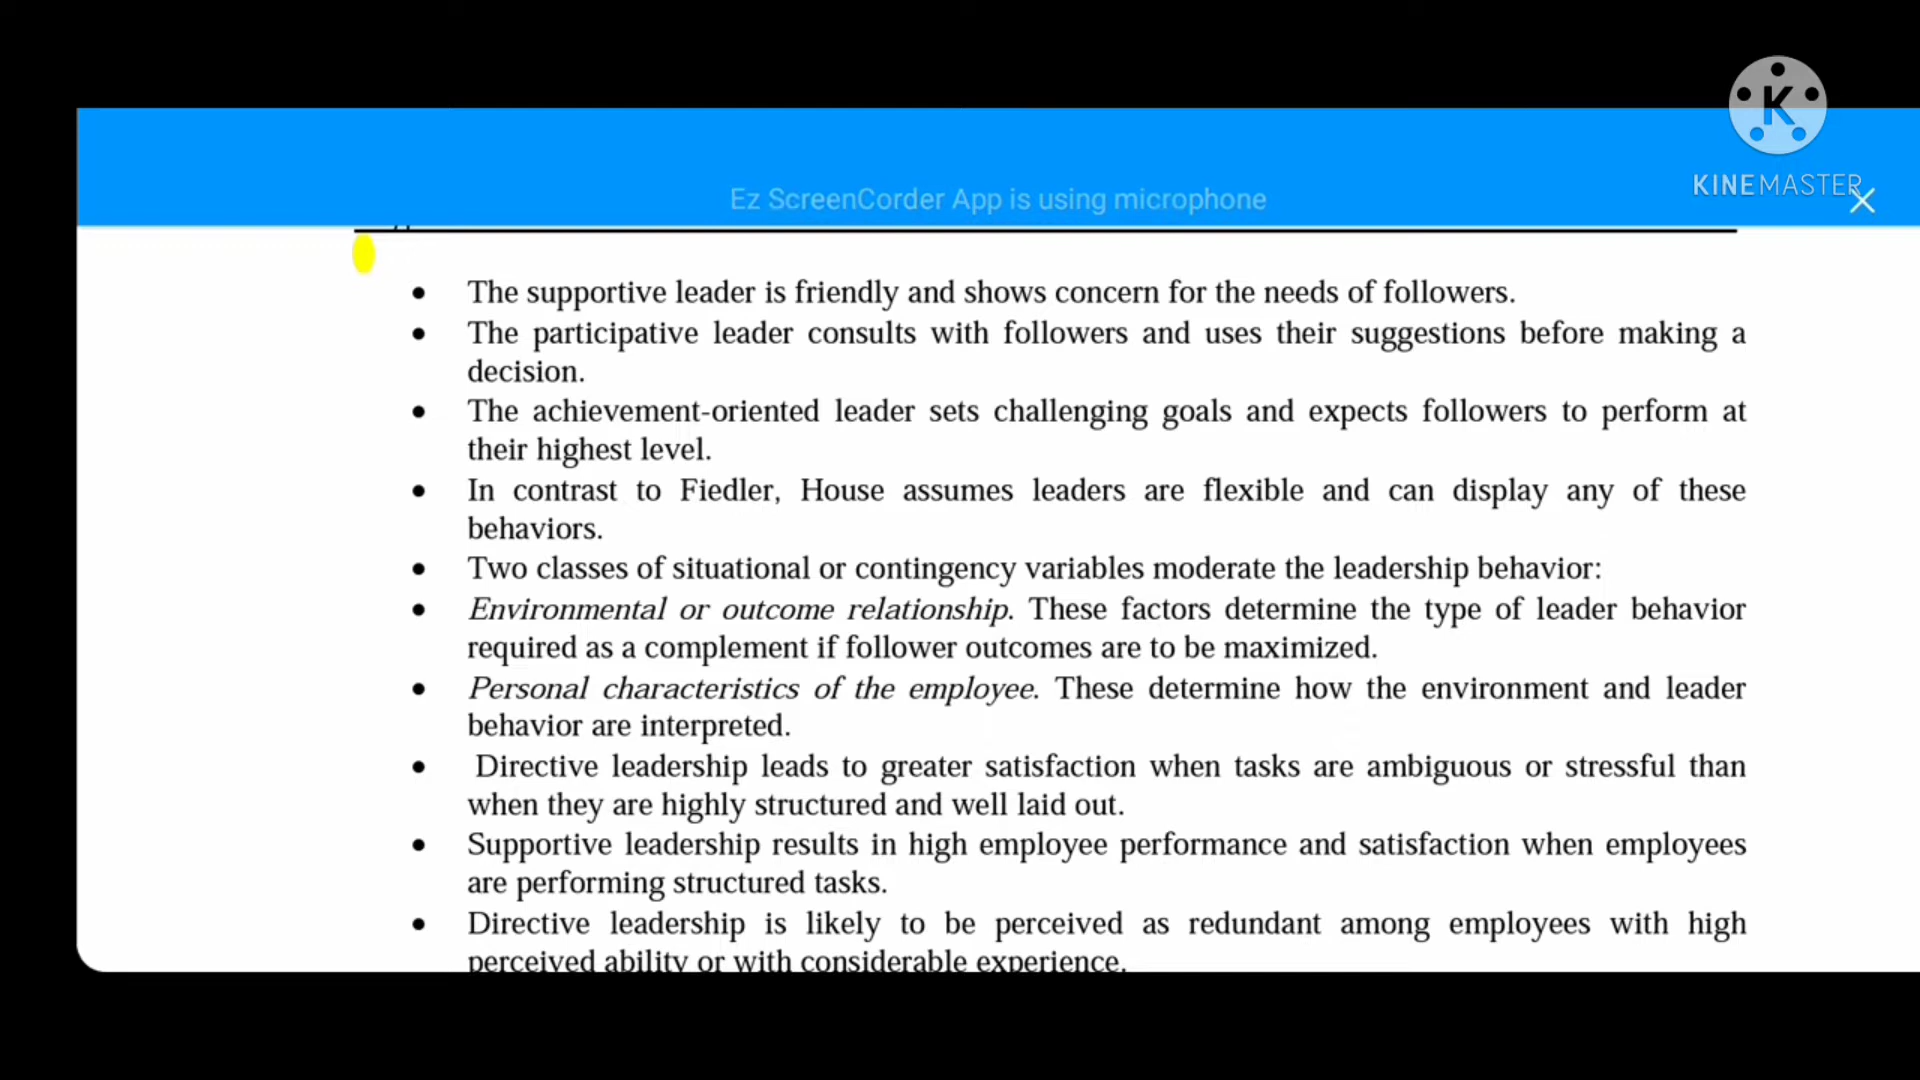 K
KINEMASTER
Ez ScreenCorder App is using microphone
• The supportive leader is friendly and shows concern for the needs of followers.
• The participative leader consults with followers and uses their suggestions before making a
decision.
• The achievement-oriented leader sets challenging goals and expects followers to perform at
their highest level.
• In contrast to Fiedler, House assumes leaders are flexible and can display any of these
behaviors.
• Two classes of situational or contingency variables moderate the leadership behavior:
• Environmental or outcome relationship. These factors determine the type of leader behavior
required as a complement if follower outcomes are to be maximized.
• Personal characteristics of the employee. These determine how the environment and leader
behavior are interpreted.
• Directive leadership leads to greater satisfaction when tasks are ambiguous or stressful than
when they are highly structured and well laid out.
• Supportive leadership results in high employee performance and satisfaction when employees
are performing structured tasks.
• Directive leadership is likely to be perceived as redundant among employees with high
perceived ability or with considerable experience.